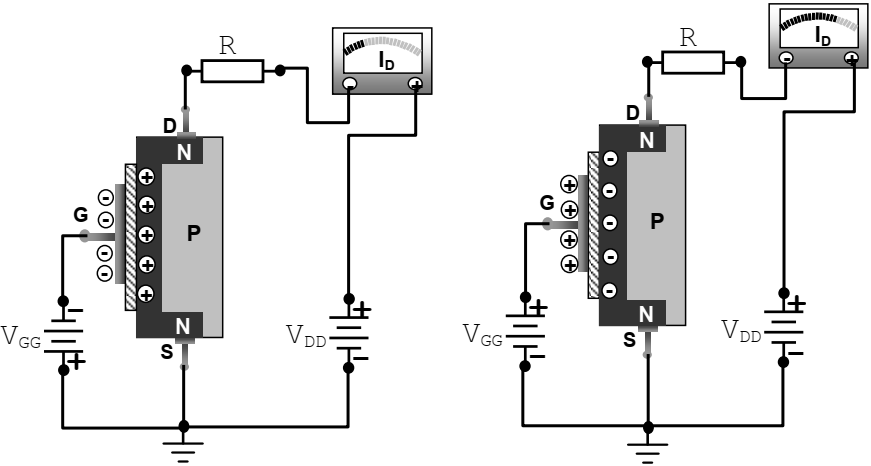 R
I_D
- +
D
N
G
P
N
S
V_GG
- +
V_DD
+ -
R
I_D
- +
D
N
G
P
N
S
V_GG
+ -
V_DD
+ -